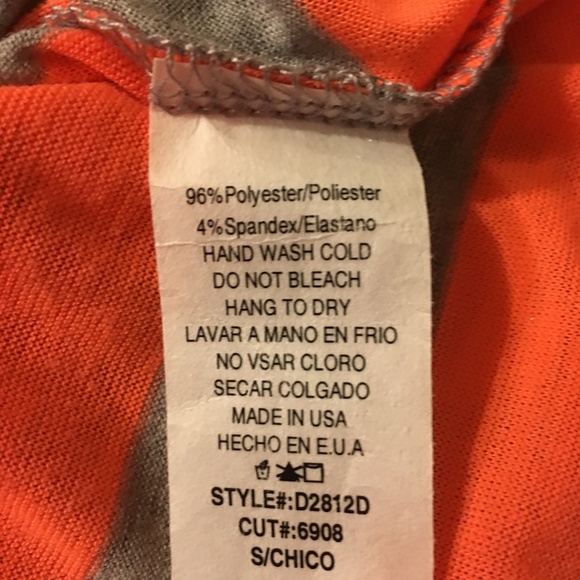 96%Polyester/Poliester
4%Spandex/Elastano
HAND WASH COLD
DO NOT BLEACH
HANG TO DRY
LAVAR A MANO EN FRIO
NO VSAR CLORO
SECAR COLGADO
MADE IN USA
HECHO EN E.U.A
STYLE#:D2812D
CUT#:6908
S/CHICO